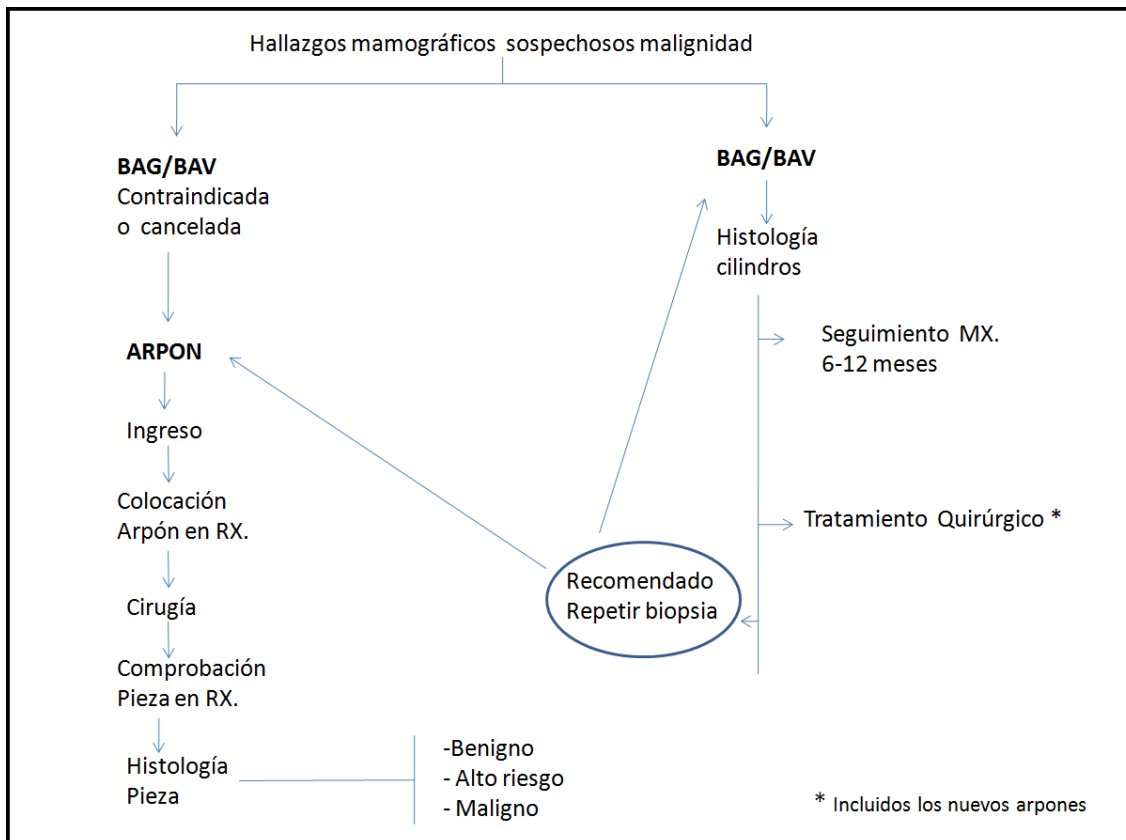 Hallazgos mamográficos sospechosos malignidad
BAG/BAV
Contraindicada
o cancelada
ARPON
Ingreso
Colocación
Arpón en RX.
Cirugía
Comprobación
Pieza en RX.
Histología
Pieza
-Benigno
- Alto riesgo
- Maligno
BAG/BAV
Histología
cilindros
Seguimiento MX.
6-12 meses
Tratamiento Quirúrgico *
Recomendado
Repetir biopsia
* Incluidos los nuevos arpones